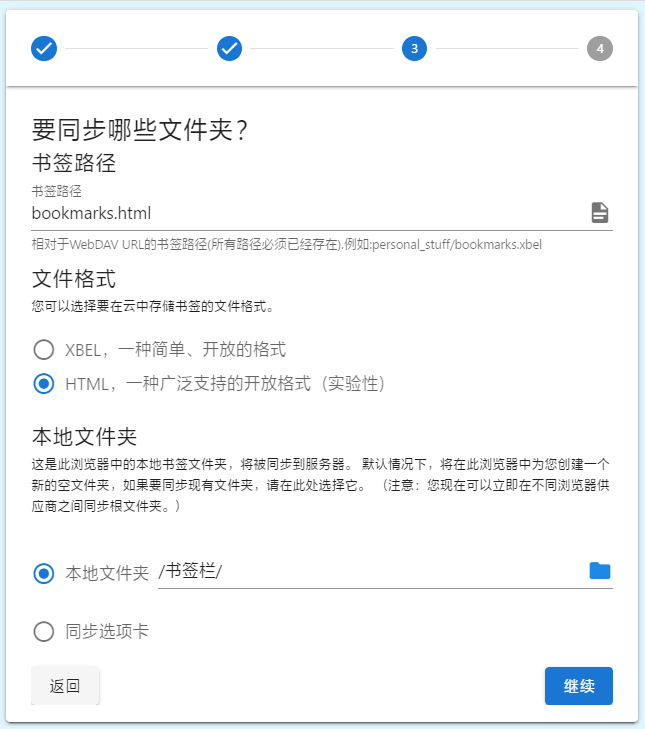 3
4
要同步哪些文件夹?
书签路径
书签路径
bookmarks.html
相对于WebDAV URL的书签路径(所有路径必须已经存在).例如:personal_stuff/bookmarks.xbel
文件格式
您可以选择要在云中存储书签的文件格式。
XBEL，一种简单、开放的格式
HTML，一种广泛支持的开放格式（实验性）
本地文件夹
这是此浏览器中的本地书签文件夹，将被同步到服务器。 默认情况下，将在此浏览器中为您创建一个
新的空文件夹，如果要同步现有文件夹，请在此处选择它。 （注意：您现在可以立即在不同浏览器供
应商之间同步根文件夹。）
本地文件夹 /书签栏/
同步选项卡
返回
继续